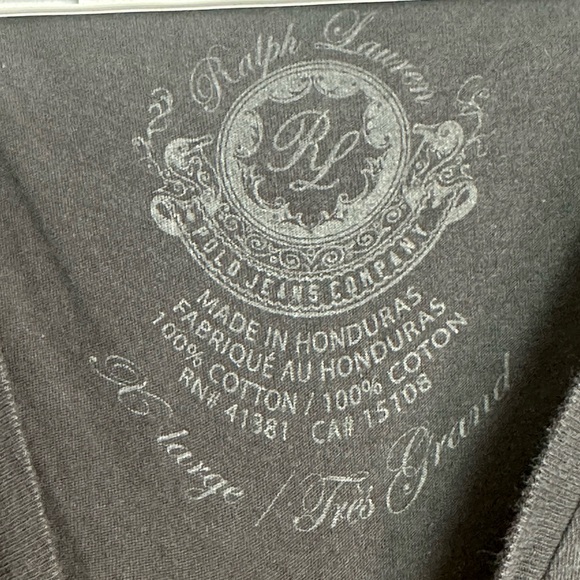 Ralph Lauren
RL
POLO JEANS COMPANY
MADE IN HONDURAS
FABRIQUÉ AU HONDURAS
100% COTTON / 100% COTON
RN# 41381 CA# 15108
X large / Très Grand